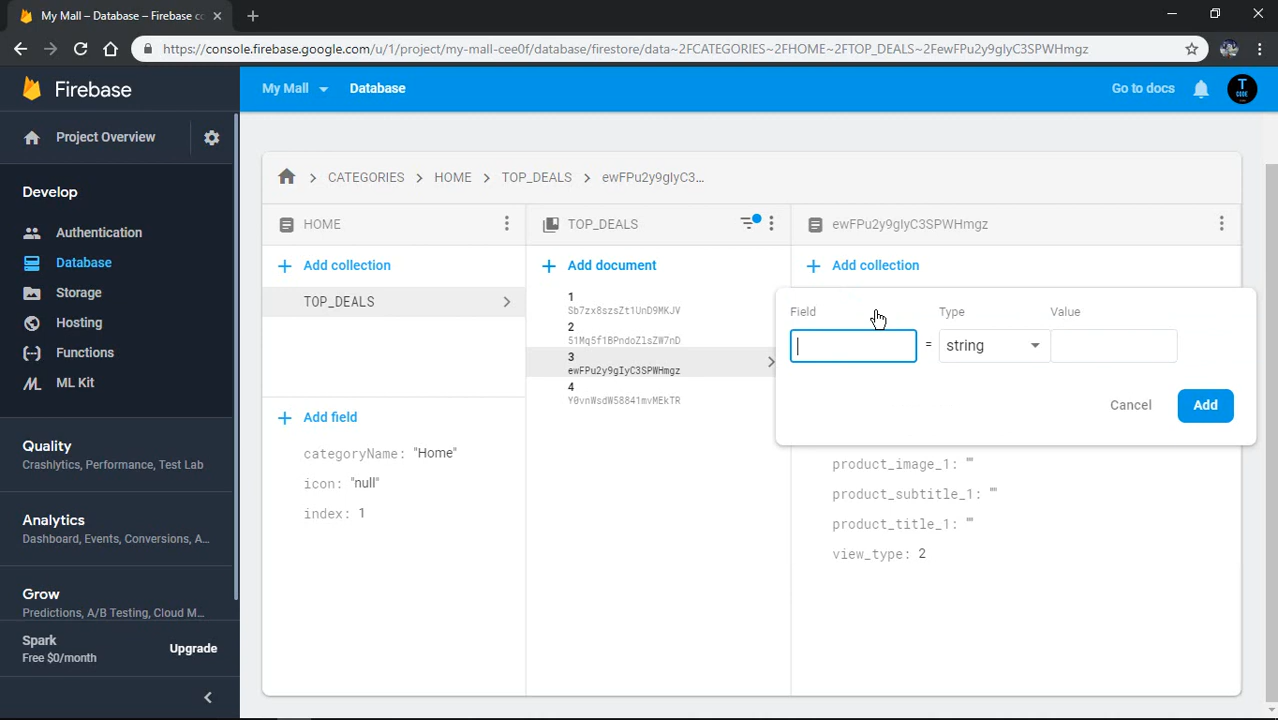 My Mall – Database – Firebase co
https://console.firebase.google.com/u/1/project/my-mall-cee0f/database/firestore/data~2FCATEGORIES~2FHOME~2FTOP_DEALS~2FewFPu2y9gIyC3SPWHmgz
Firebase
My Mall
Database
Go to docs
T
CODE
Project Overview
CATEGORIES
HOME
TOP_DEALS
ewFPu2y9gIyC3...
Develop
Authentication
Database
Storage
Hosting
Functions
ML Kit
Quality
Crashlytics, Performance, Test Lab
Analytics
Dashboard, Events, Conversions, A...
Grow
Predictions, A/B Testing, Cloud M...
Spark
Free $0/month
Upgrade
HOME
Add collection
TOP_DEALS
Add field
categoryName: "Home"
icon: "null"
index: 1
TOP_DEALS
Add document
1
Sb7zx8szsZt1UnD9MKJV
2
51Mq5f1BPndoZlsZW7nD
3
ewFPu2y9gIyC3SPWHmgz
4
Y0vnWsdW58841mvMEkTR
ewFPu2y9gIyC3SPWHmgz
Add collection
Field
Type
Value
=
string
Cancel
Add
product_image_1: ""
product_subtitle_1: ""
product_title_1: ""
view_type: 2